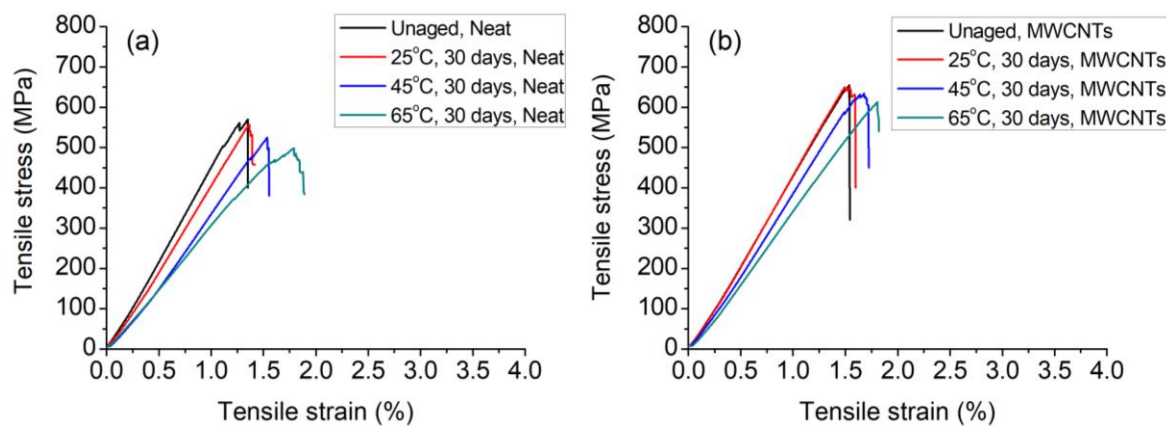 (a)
Unaged, Neat
25°C, 30 days, Neat
45°C, 30 days, Neat
65°C, 30 days, Neat
Tensile stress (MPa)
800
700
600
500
400
300
200
100
0
0.0 0.5 1.0 1.5 2.0 2.5 3.0 3.5 4.0
Tensile strain (%)
(b)
Unaged, MWCNTs
25°C, 30 days, MWCNTs
45°C, 30 days, MWCNTs
65°C, 30 days, MWCNTs
Tensile stress (MPa)
800
700
600
500
400
300
200
100
0
0.0 0.5 1.0 1.5 2.0 2.5 3.0 3.5 4.0
Tensile strain (%)